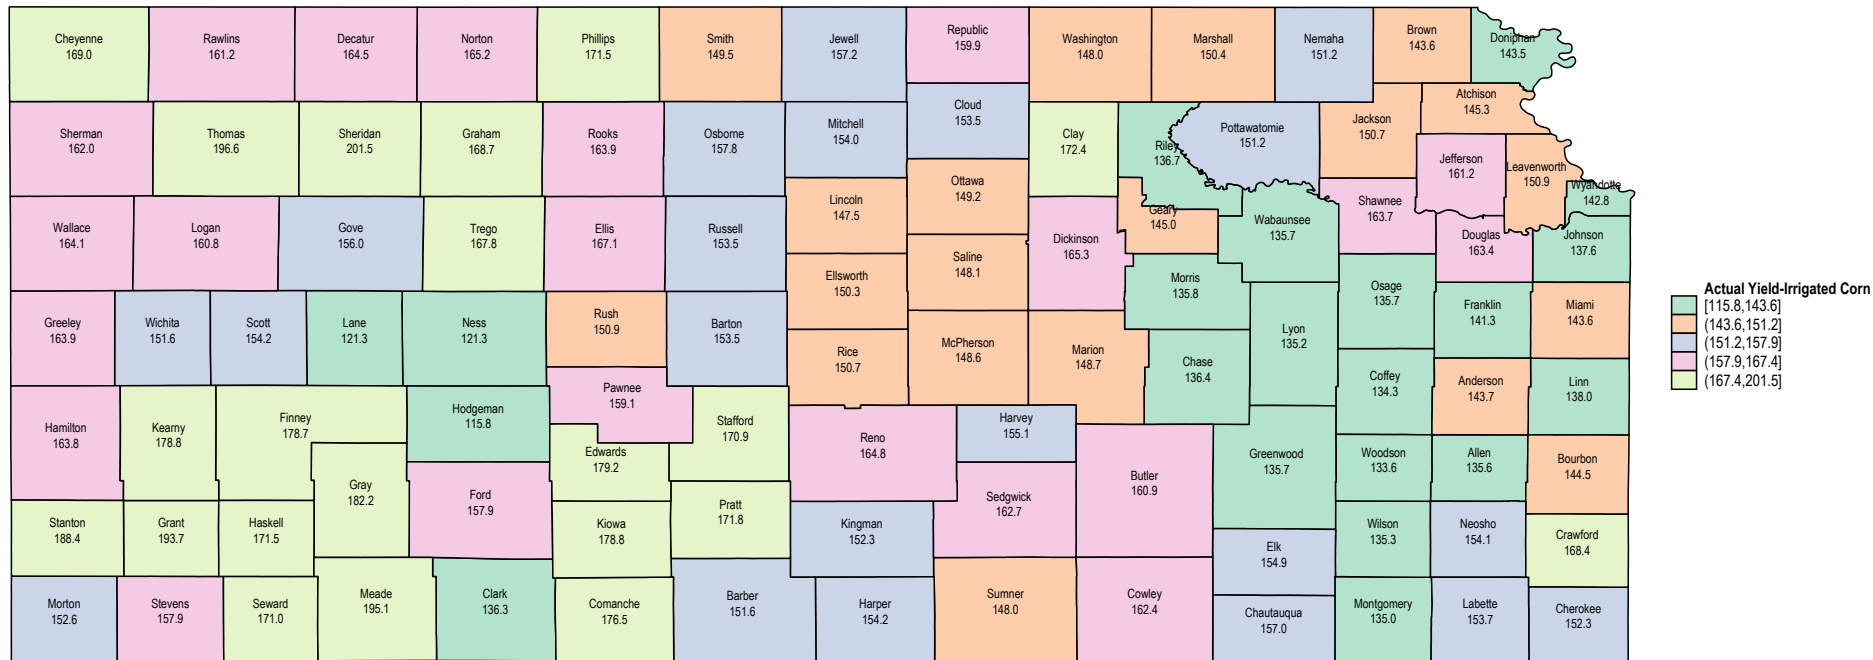 Cheyenne
169.0
Rawlins
161.2
Decatur
164.5
Norton
165.2
Phillips
171.5
Smith
149.5
Jewell
157.2
Republic
159.9
Washington
148.0
Marshall
150.4
Nemaha
151.2
Brown
143.6
Doniphan
143.5
Sherman
162.0
Thomas
196.6
Sheridan
201.5
Graham
168.7
Rooks
163.9
Osborne
157.8
Mitchell
154.0
Cloud
153.5
Clay
172.4
Riley
136.7
Pottawatomie
151.2
Jackson
150.7
Atchison
145.3
Jefferson
161.2
Leavenworth
150.9
Wyandotte
142.8
Wallace
164.1
Logan
160.8
Gove
156.0
Trego
167.8
Ellis
167.1
Russell
153.5
Lincoln
147.5
Ottawa
149.2
Dickinson
165.3
Geary
145.0
Wabaunsee
135.7
Shawnee
163.7
Douglas
163.4
Johnson
137.6
Ellsworth
150.3
Saline
148.1
Morris
135.8
Osage
135.7
Franklin
141.3
Miami
143.6
Greeley
163.9
Wichita
151.6
Scott
154.2
Lane
121.3
Ness
121.3
Rush
150.9
Barton
153.5
Rice
150.7
McPherson
148.6
Marion
148.7
Chase
136.4
Lyon
135.2
Coffey
134.3
Anderson
143.7
Linn
138.0
Hamilton
163.8
Kearny
178.8
Finney
178.7
Hodgeman
115.8
Pawnee
159.1
Stafford
170.9
Edwards
179.2
Reno
164.8
Harvey
155.1
Butler
160.9
Greenwood
135.7
Woodson
133.6
Allen
135.6
Bourbon
144.5
Gray
182.2
Ford
157.9
Pratt
171.8
Sedgwick
162.7
Stanton
188.4
Grant
193.7
Haskell
171.5
Kiowa
178.8
Kingman
152.3
Elk
154.9
Wilson
135.3
Neosho
154.1
Crawford
168.4
Morton
152.6
Stevens
157.9
Seward
171.0
Meade
195.1
Clark
136.3
Comanche
176.5
Barber
151.6
Harper
154.2
Sumner
148.0
Cowley
162.4
Chautauqua
157.0
Montgomery
135.0
Labette
153.7
Cherokee
152.3
Actual Yield-Irrigated Corn
[115.8,143.6]
(143.6,151.2]
(151.2,157.9]
(157.9,167.4]
(167.4,201.5]